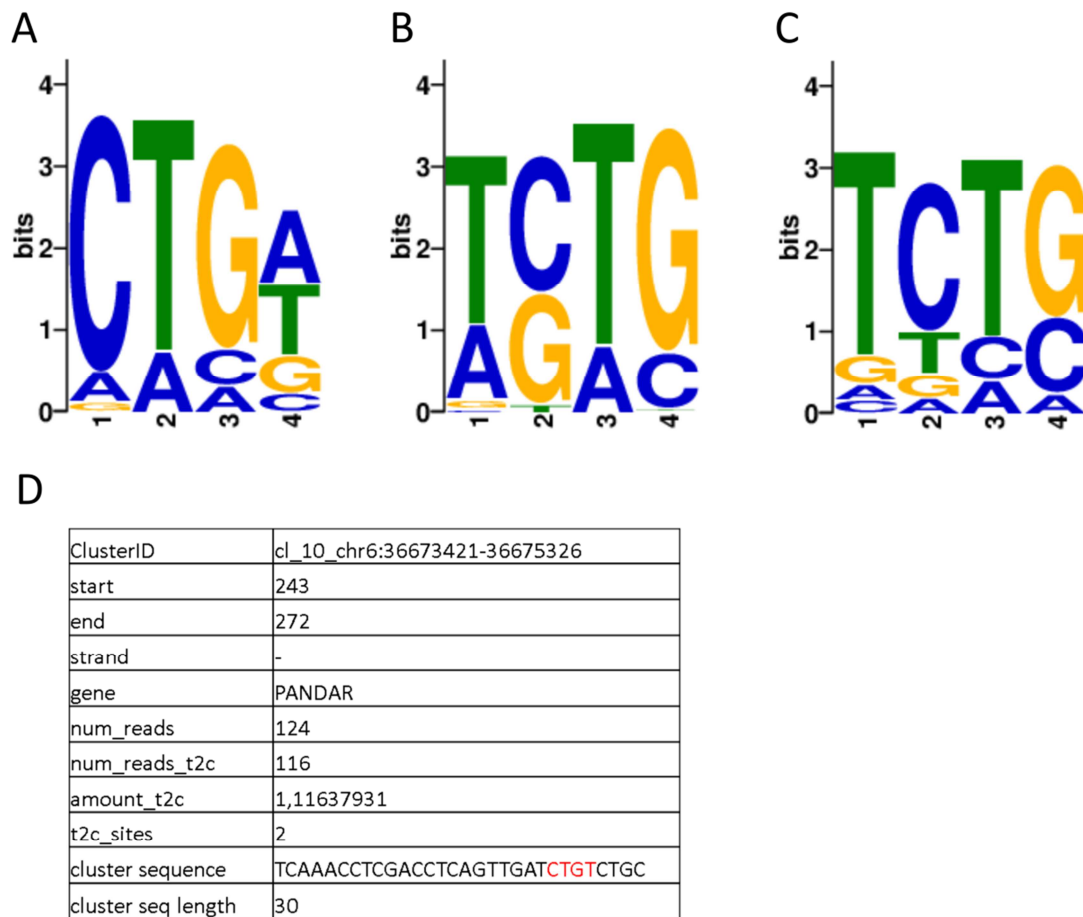 A
4
3
2
1
0
bits
C T G A
A A C T
G A G
C
1 2 3 4
B
4
3
2
1
0
bits
T C T G
A G A C
G T
1 2 3 4
C
4
3
2
1
0
bits
T C T G
G T C C
A G A A
C A
1 2 3 4
D
ClusterID cl_10_chr6:36673421-36675326
start 243
end 272
strand -
gene PANDAR
num_reads 124
num_reads_t2c 116
amount_t2c 1,11637931
t2c_sites 2
cluster sequence TCAAACCTCGACCTCAGTTGATCTGTCTGC
cluster seq length 30